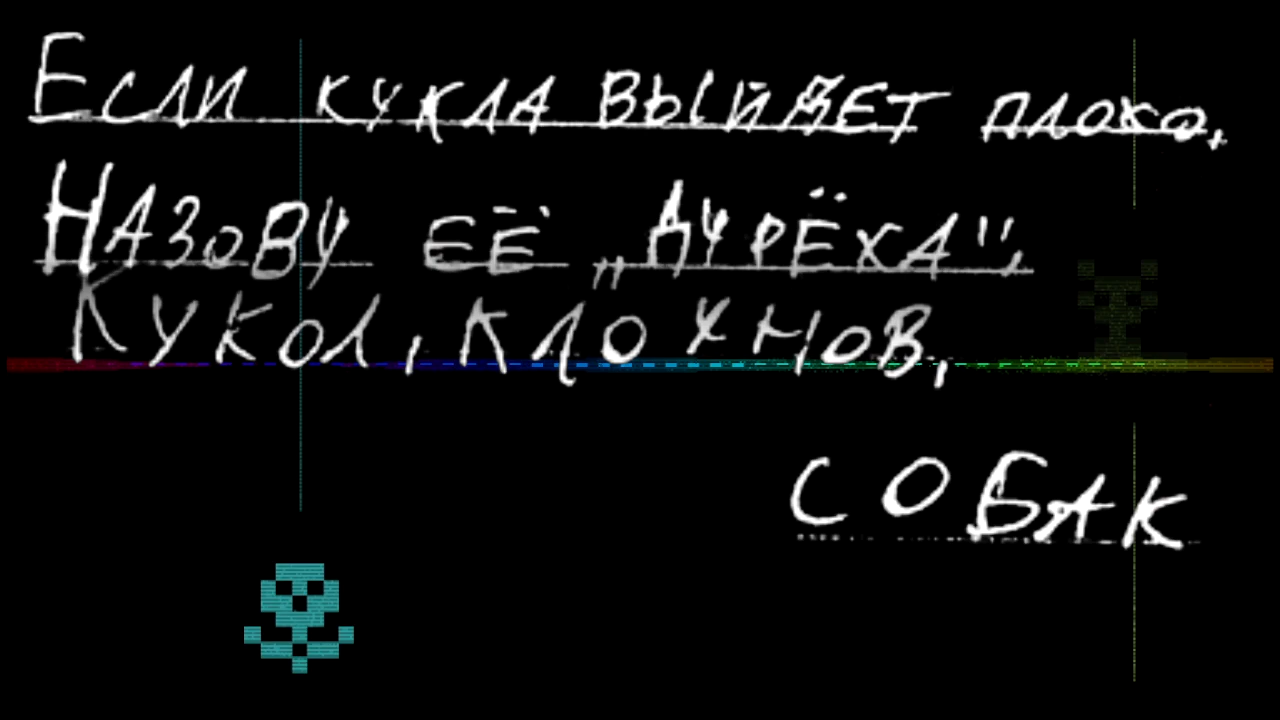 Если кукла выйдет плохо,
Назову её „Дурёха",
Кукол, клоунов,
собак